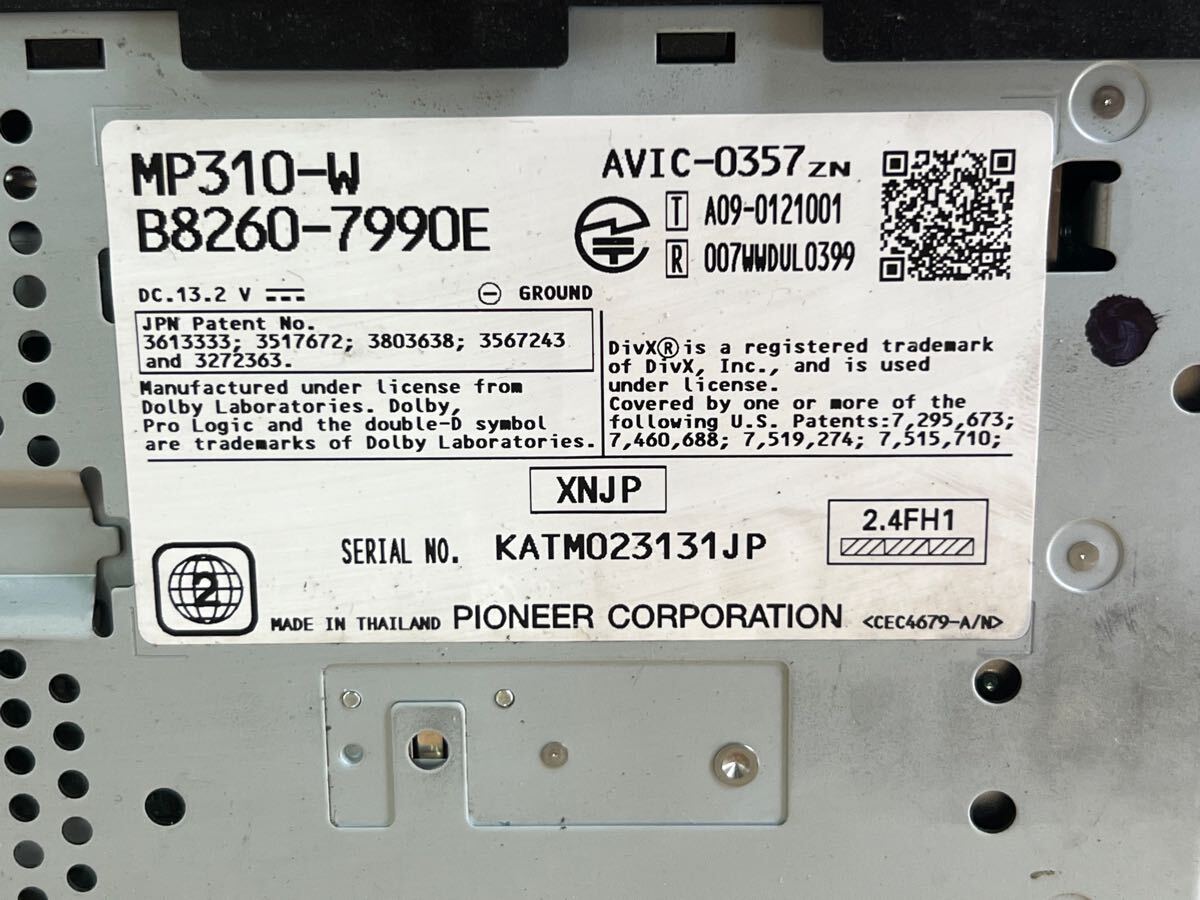 MP310-W
B8260-7990E
AVIC-0357ZN
T A09-0121001
R 007WWDUL0399
DC.13.2 V
GROUND
JPN Patent No.
3613333; 3517672; 3803638; 3567243
and 3272363.
Manufactured under license from
Dolby Laboratories. Dolby,
Pro Logic and the double-D symbol
are trademarks of Dolby Laboratories.
DivX®is a registered trademark
of DivX, Inc., and is used
under license.
Covered by one or more of the
following U.S. Patents:7,295,673;
7,460,688; 7,519,274; 7,515,710;
XNJP
2.4FH1
SERIAL NO. KATM023131JP
2
MADE IN THAILAND PIONEER CORPORATION <CEC4679-A/N>